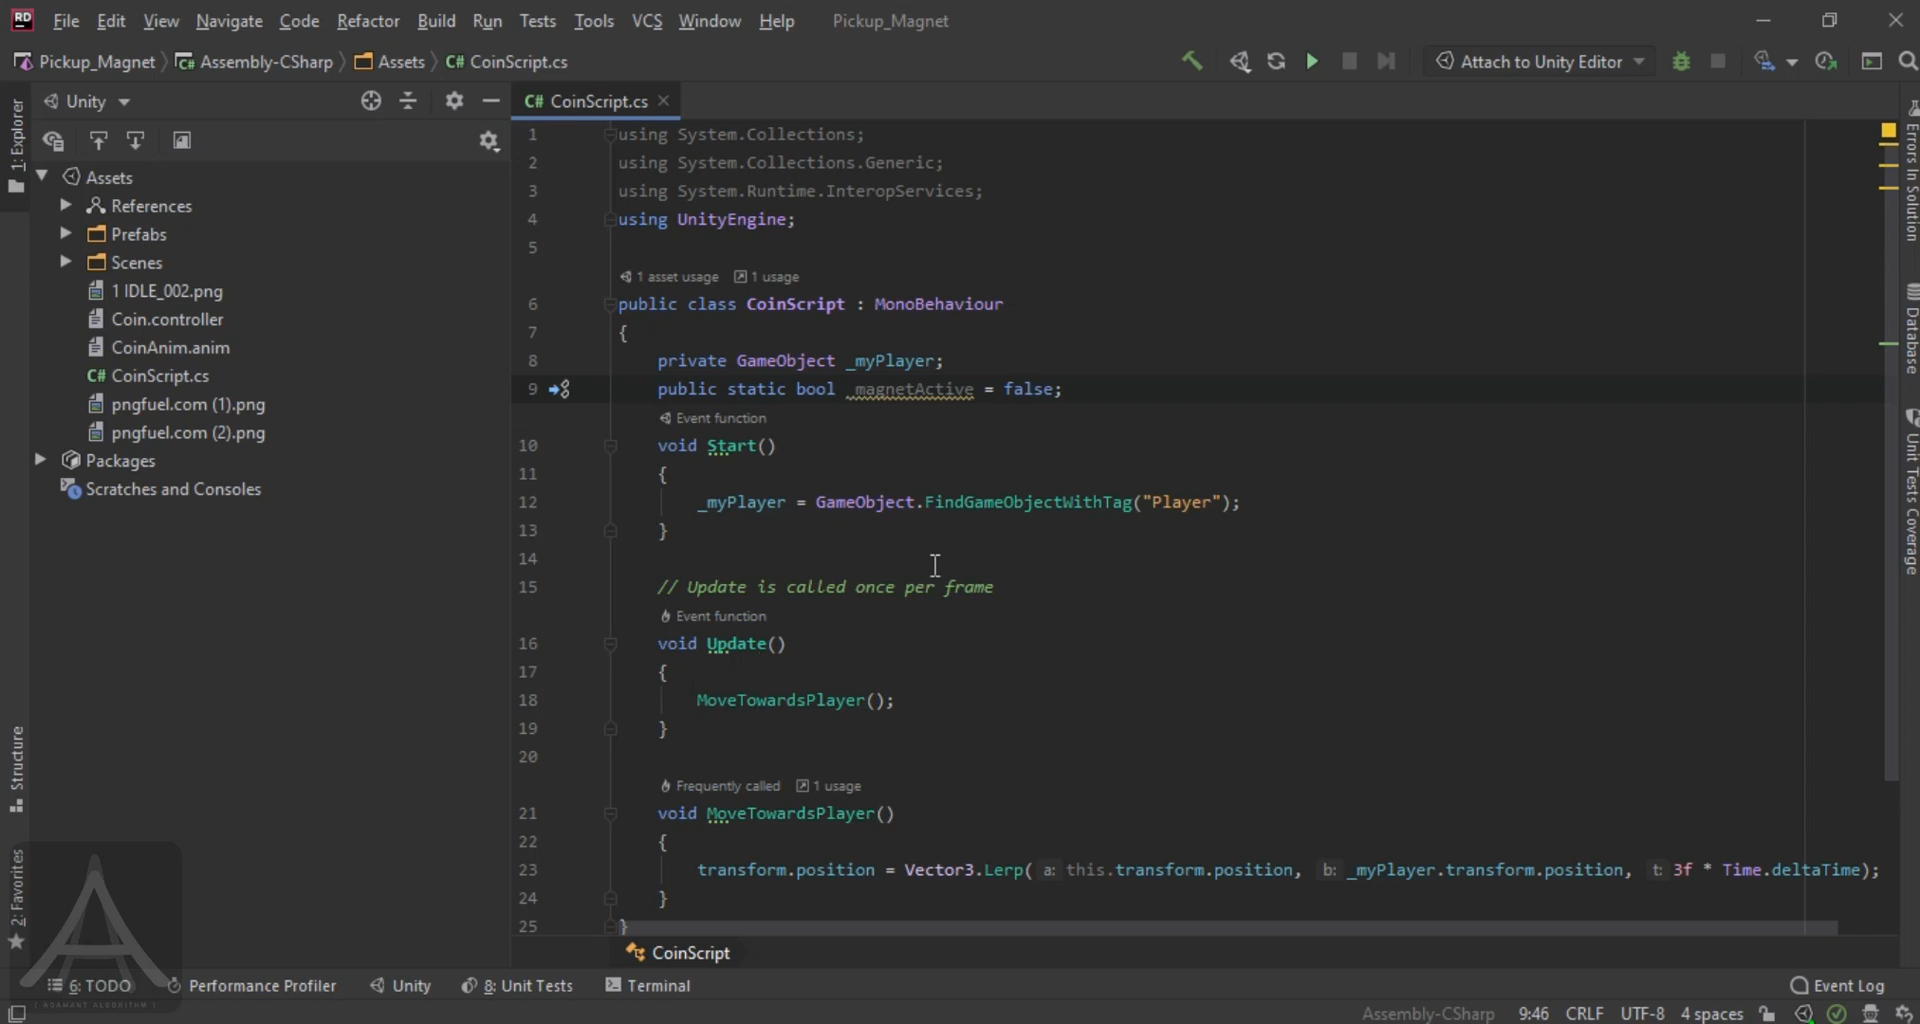 RD File Edit View Navigate Code Refactor Build Run Tests Tools VCS Window Help Pickup_Magnet
Pickup_Magnet Assembly-CSharp Assets C# CoinScript.cs Attach to Unity Editor
Unity C# CoinScript.cs
1: Explorer
Assets
References
Prefabs
Scenes
1 IDLE_002.png
Coin.controller
CoinAnim.anim
C# CoinScript.cs
pngfuel.com (1).png
pngfuel.com (2).png
Packages
Scratches and Consoles
Structure
2: Favorites
1 using System.Collections;
2 using System.Collections.Generic;
3 using System.Runtime.InteropServices;
4 using UnityEngine;
5
1 asset usage 1 usage
6 public class CoinScript : MonoBehaviour
7 {
8 private GameObject _myPlayer;
9 public static bool _magnetActive = false;
Event function
10 void Start()
11 {
12 _myPlayer = GameObject.FindGameObjectWithTag("Player");
13 }
14
15 // Update is called once per frame
Event function
16 void Update()
17 {
18 MoveTowardsPlayer();
19 }
20
Frequently called 1 usage
21 void MoveTowardsPlayer()
22 {
23 transform.position = Vector3.Lerp( a: this.transform.position, b: _myPlayer.transform.position, t: 3f * Time.deltaTime);
24 }
25 }
CoinScript
Errors In Solution
Database
Unit Tests Coverage
6: TODO Performance Profiler Unity 8: Unit Tests Terminal Event Log
[ ADAMANT ALGORITHM ]
Assembly-CSharp 9:46 CRLF UTF-8 4 spaces